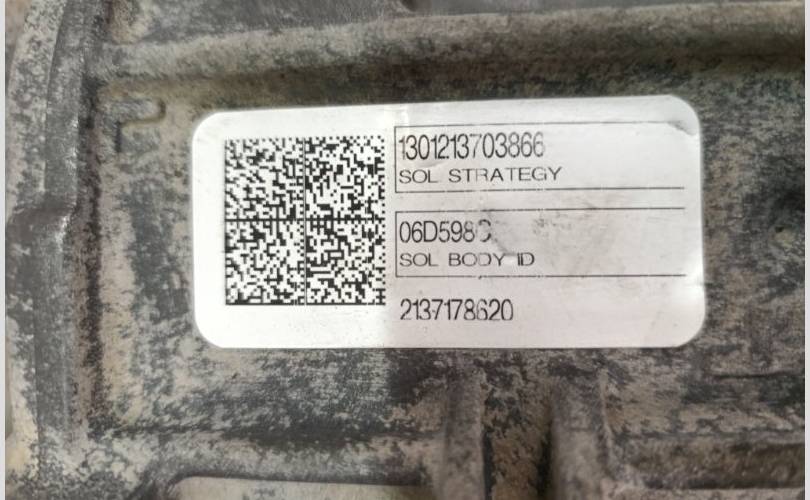 1301213703866
SOL STRATEGY
SOL BODY ID
2137178620